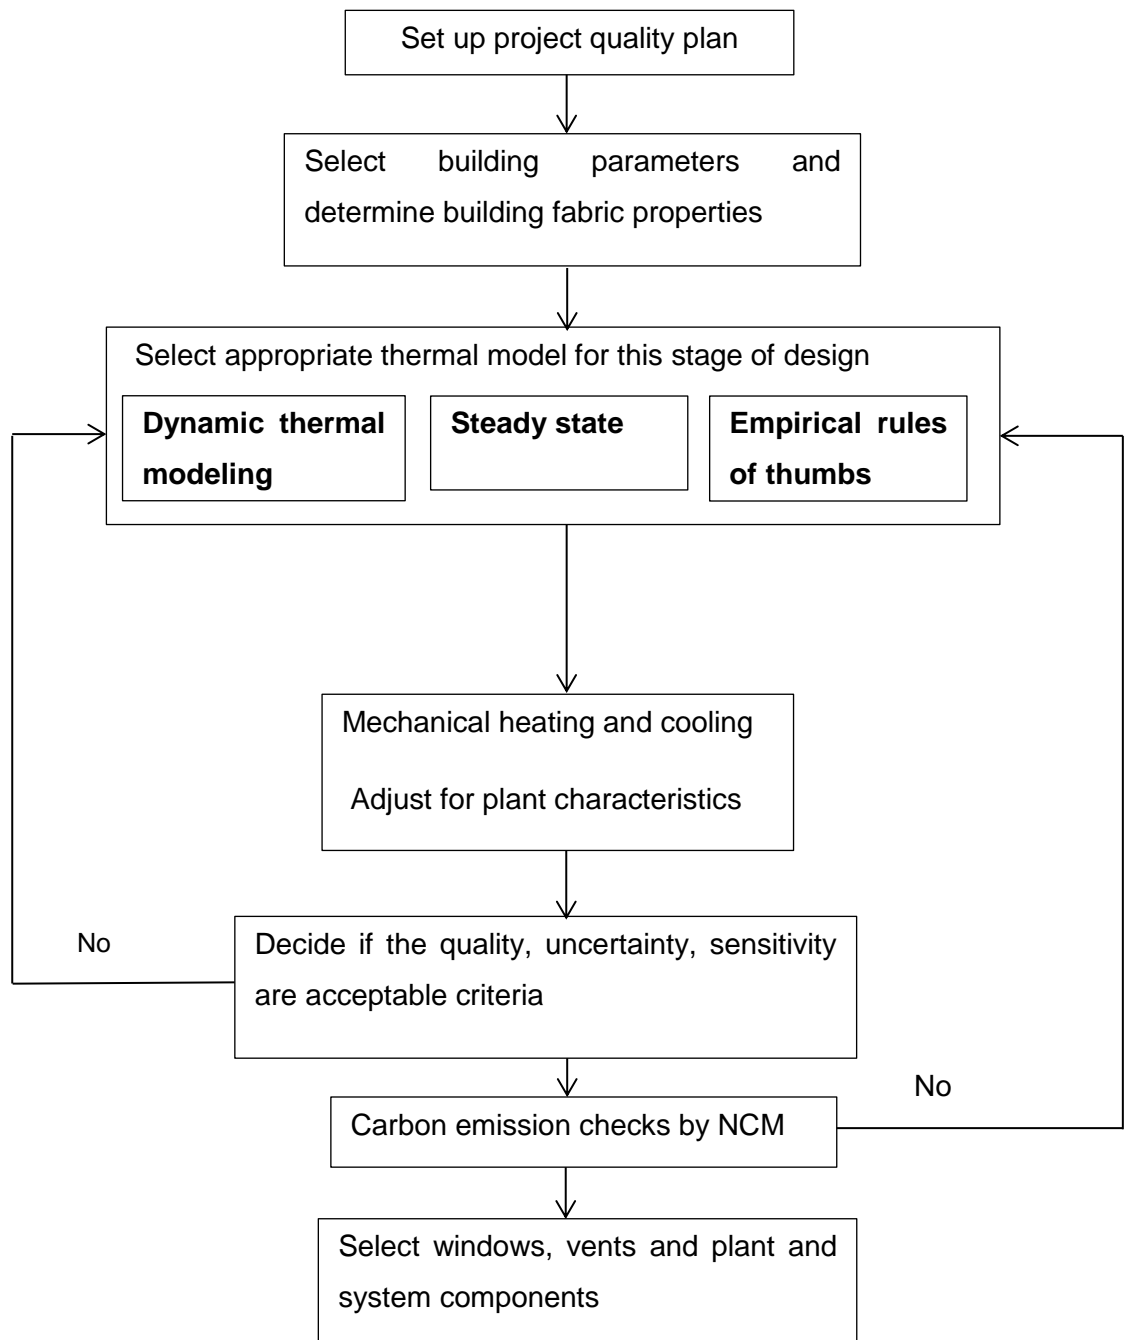 Set up project quality plan
Select building parameters and
determine building fabric properties
Select appropriate thermal model for this stage of design
Dynamic thermal
modeling
Steady state
Empirical rules
of thumbs
Mechanical heating and cooling
Adjust for plant characteristics
No
Decide if the quality, uncertainty, sensitivity
are acceptable criteria
No
Carbon emission checks by NCM
Select windows, vents and plant and
system components